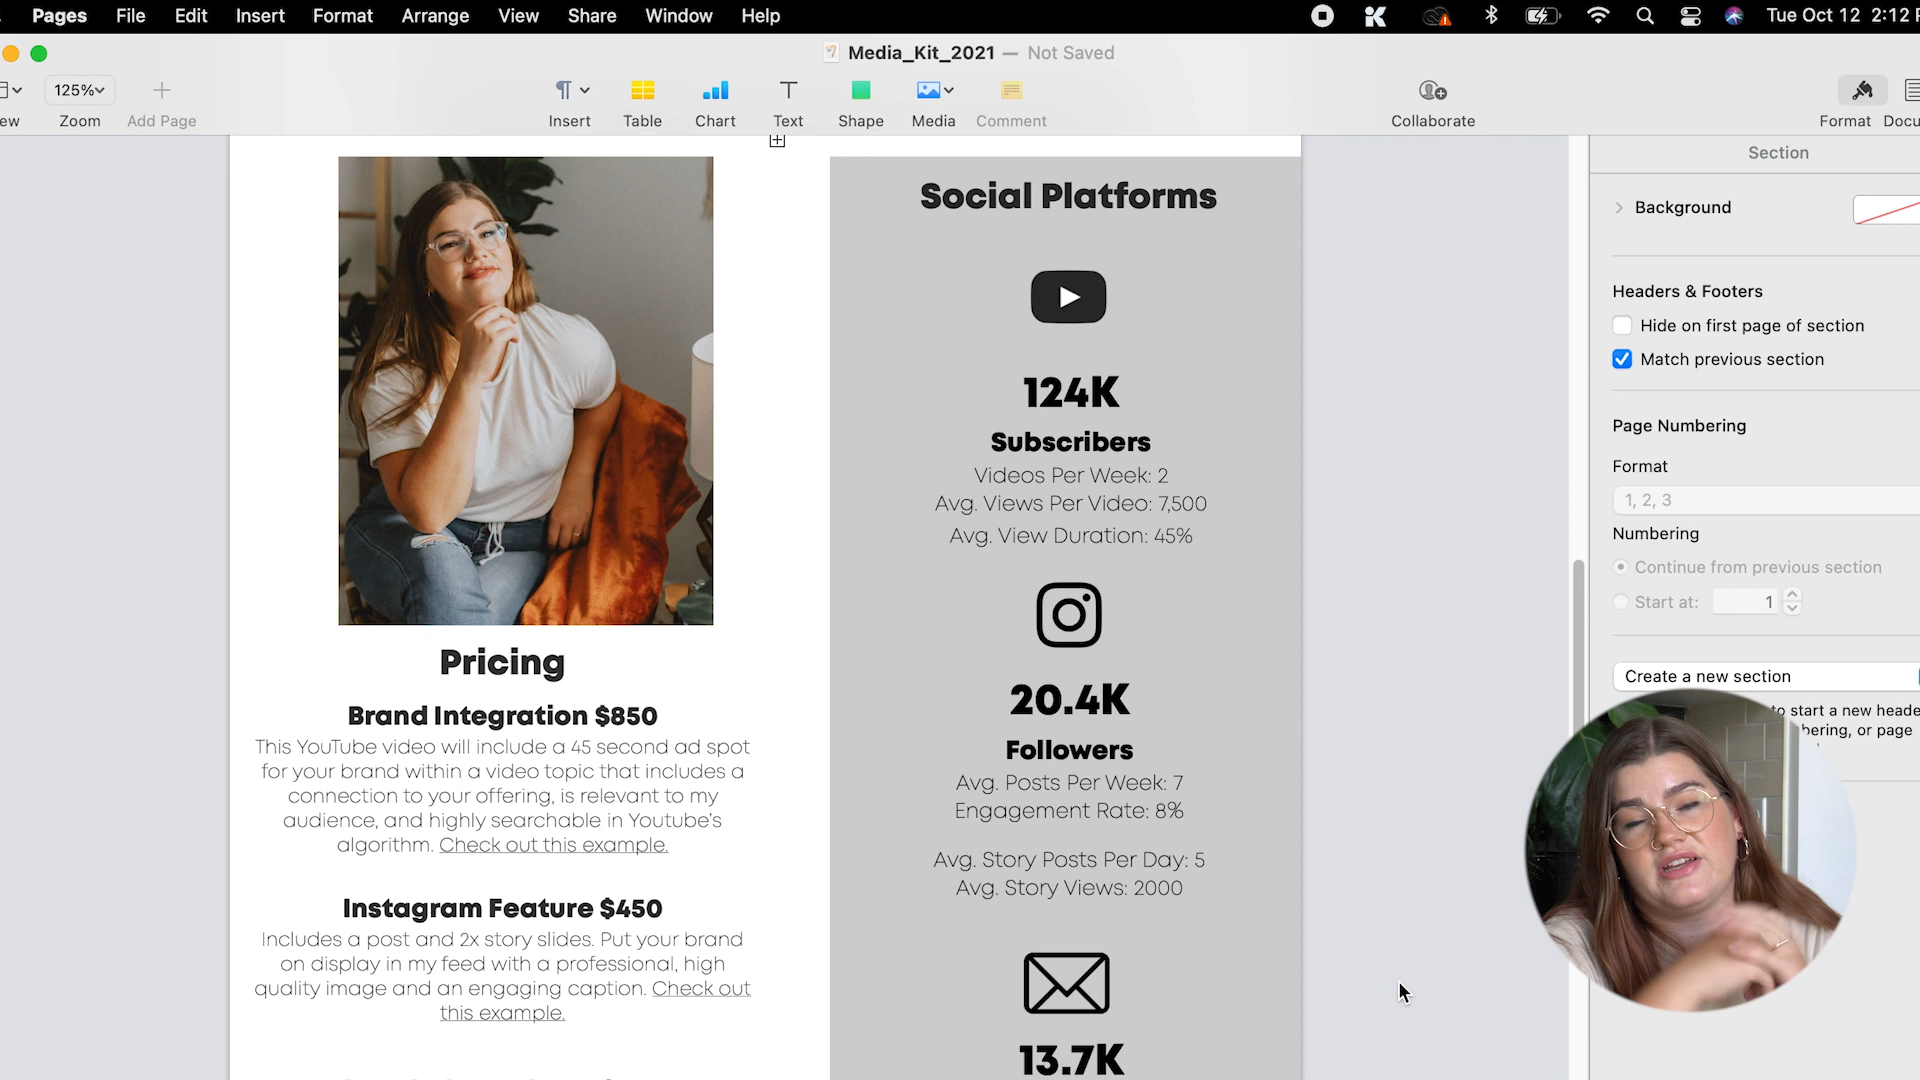 Pages File Edit Insert Format Arrange View Share Window Help
Tue Oct 12 2:12
Media_Kit_2021 — Not Saved
125%
Zoom
Add Page
Insert
Table
Chart
Text
Shape
Media
Comment
Collaborate
Format
Pricing
Brand Integration $850
This YouTube video will include a 45 second ad spot
for your brand within a video topic that includes a
connection to your offering, is relevant to my
audience, and highly searchable in Youtube's
algorithm. Check out this example.
Instagram Feature $450
Includes a post and 2x story slides. Put your brand
on display in my feed with a professional, high
quality image and an engaging caption. Check out
this example.
Social Platforms
124K
Subscribers
Videos Per Week: 2
Avg. Views Per Video: 7,500
Avg. View Duration: 45%
20.4K
Followers
Avg. Posts Per Week: 7
Engagement Rate: 8%
Avg. Story Posts Per Day: 5
Avg. Story Views: 2000
13.7K
Section
Background
Headers & Footers
Hide on first page of section
Match previous section
Page Numbering
Format
1, 2, 3
Numbering
Continue from previous section
Start at: 1
Create a new section
to start a new heade
bering, or page